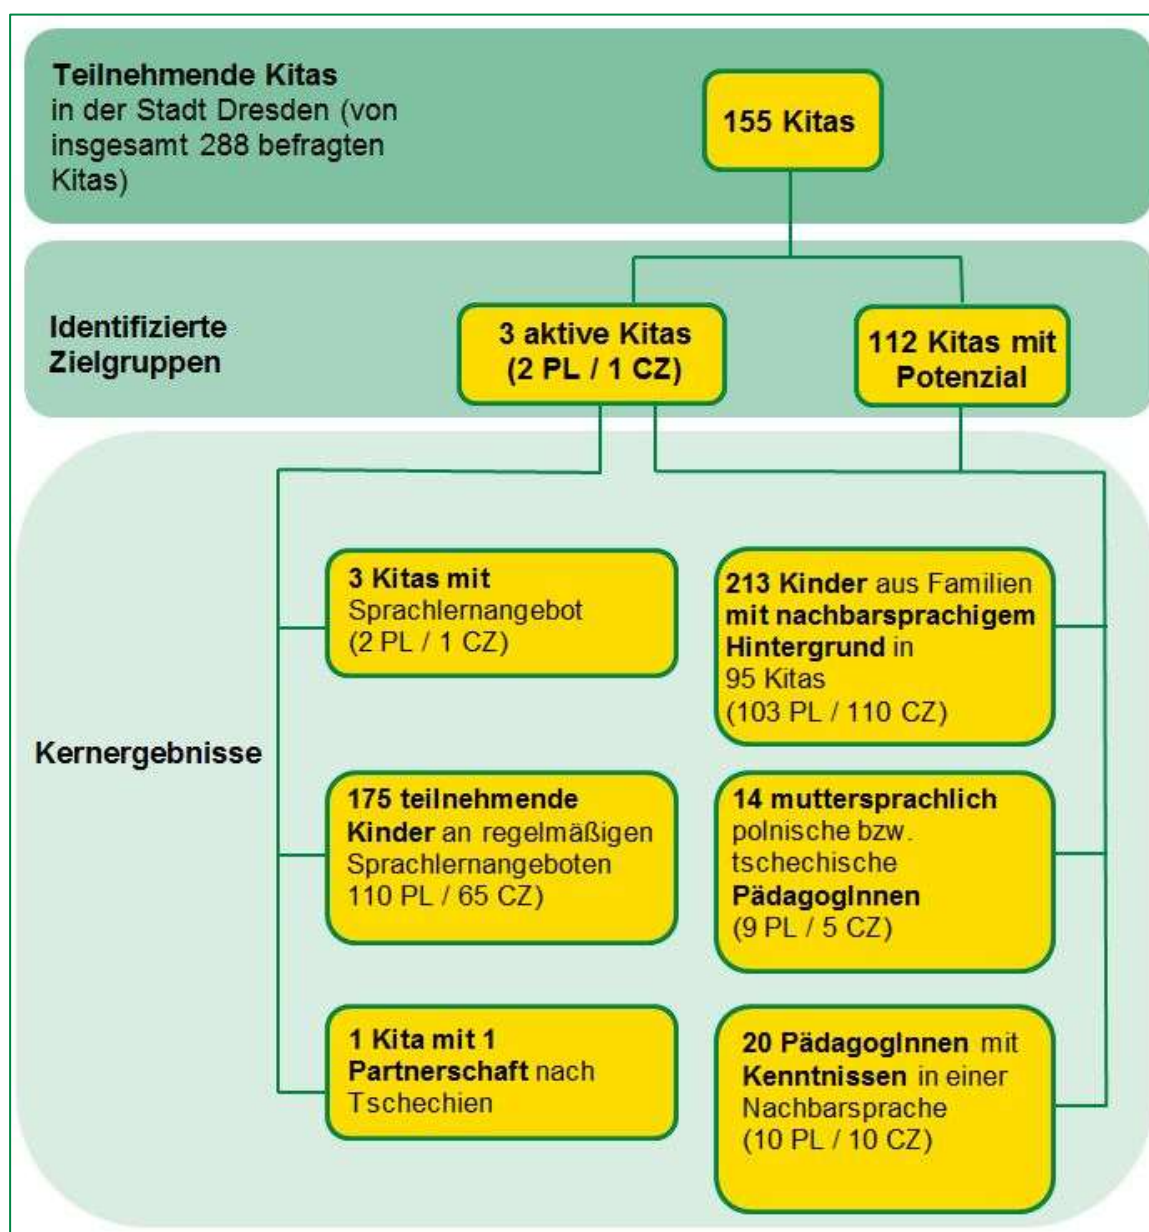 Teilnehmende Kitas
in der Stadt Dresden (von
insgesamt 288 befragten
Kitas)
155 Kitas
Identifizierte
Zielgruppen
3 aktive Kitas
(2 PL / 1 CZ)
112 Kitas mit
Potenzial
Kernergebnisse
3 Kitas mit
Sprachlernangebot
(2 PL / 1 CZ)
175 teilnehmende
Kinder an regelmäßigen
Sprachlernangeboten
110 PL / 65 CZ)
1 Kita mit 1
Partnerschaft nach
Tschechien
213 Kinder aus Familien
mit nachbarsprachigem
Hintergrund in
95 Kitas
(103 PL / 110 CZ)
14 muttersprachlich
polnische bzw.
tschechische
PädagogInnen
(9 PL / 5 CZ)
20 PädagogInnen mit
Kenntnissen in einer
Nachbarsprache
(10 PL / 10 CZ)